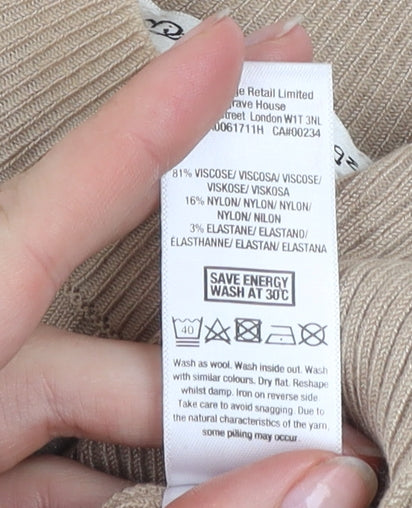 Retail Limited
House
London W1T 3NL
CA#00234
81% VISCOSE/ VISCOSA/ VISCOSE/
VISKOSE/ VISKOSA
16% NYLON/ NYLON/ NYLON/
NYLON/ NILON
3% ELASTANE/ ELASTANO/
ÉLASTHANNE/ ELASTAN/ ELASTANA
SAVE ENERGY
WASH AT 30°C
40
Wash as wool. Wash inside out. Wash
with similar colours. Dry flat. Reshape
whilst damp. Iron on reverse side.
Take care to avoid snagging. Due to
the natural characteristics of the yarn,
some pilling may occur.